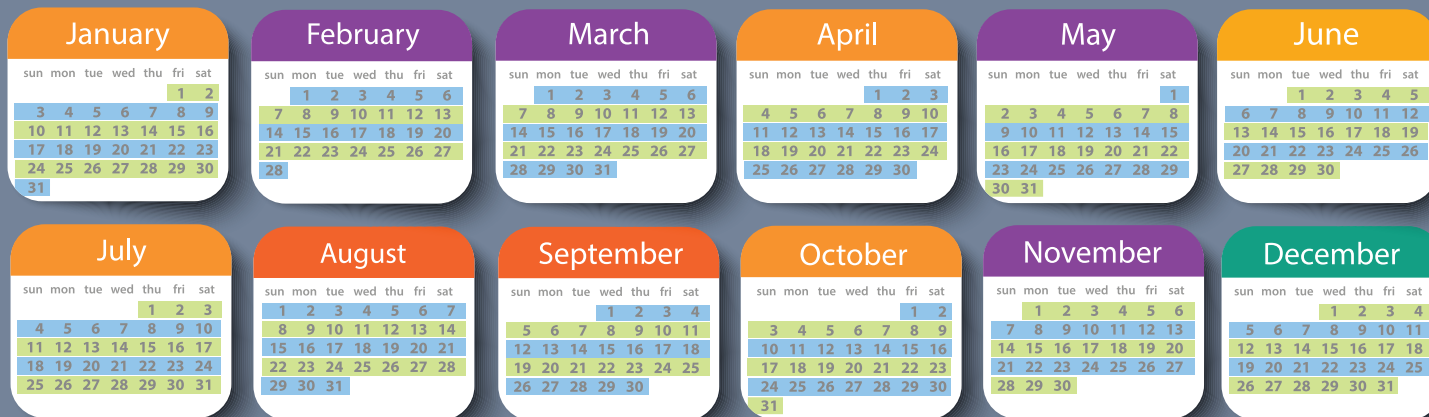 January
sun mon tue wed thu fri sat
1 2
3 4 5 6 7 8 9
10 11 12 13 14 15 16
17 18 19 20 21 22 23
24 25 26 27 28 29 30
31
February
sun mon tue wed thu fri sat
1 2 3 4 5 6
7 8 9 10 11 12 13
14 15 16 17 18 19 20
21 22 23 24 25 26 27
28
March
sun mon tue wed thu fri sat
1 2 3 4 5 6
7 8 9 10 11 12 13
14 15 16 17 18 19 20
21 22 23 24 25 26 27
28 29 30 31
April
sun mon tue wed thu fri sat
1 2 3
4 5 6 7 8 9 10
11 12 13 14 15 16 17
18 19 20 21 22 23 24
25 26 27 28 29 30
May
sun mon tue wed thu fri sat
1
2 3 4 5 6 7 8
9 10 11 12 13 14 15
16 17 18 19 20 21 22
23 24 25 26 27 28 29
30 31
June
sun mon tue wed thu fri sat
1 2 3 4 5
6 7 8 9 10 11 12
13 14 15 16 17 18 19
20 21 22 23 24 25 26
27 28 29 30
July
sun mon tue wed thu fri sat
1 2 3
4 5 6 7 8 9 10
11 12 13 14 15 16 17
18 19 20 21 22 23 24
25 26 27 28 29 30 31
August
sun mon tue wed thu fri sat
1 2 3 4 5 6 7
8 9 10 11 12 13 14
15 16 17 18 19 20 21
22 23 24 25 26 27 28
29 30 31
September
sun mon tue wed thu fri sat
1 2 3 4
5 6 7 8 9 10 11
12 13 14 15 16 17 18
19 20 21 22 23 24 25
26 27 28 29 30
October
sun mon tue wed thu fri sat
1 2
3 4 5 6 7 8 9
10 11 12 13 14 15 16
17 18 19 20 21 22 23
24 25 26 27 28 29 30
31
November
sun mon tue wed thu fri sat
1 2 3 4 5 6
7 8 9 10 11 12 13
14 15 16 17 18 19 20
21 22 23 24 25 26 27
28 29 30
December
sun mon tue wed thu fri sat
1 2 3 4
5 6 7 8 9 10 11
12 13 14 15 16 17 18
19 20 21 22 23 24 25
26 27 28 29 30 31